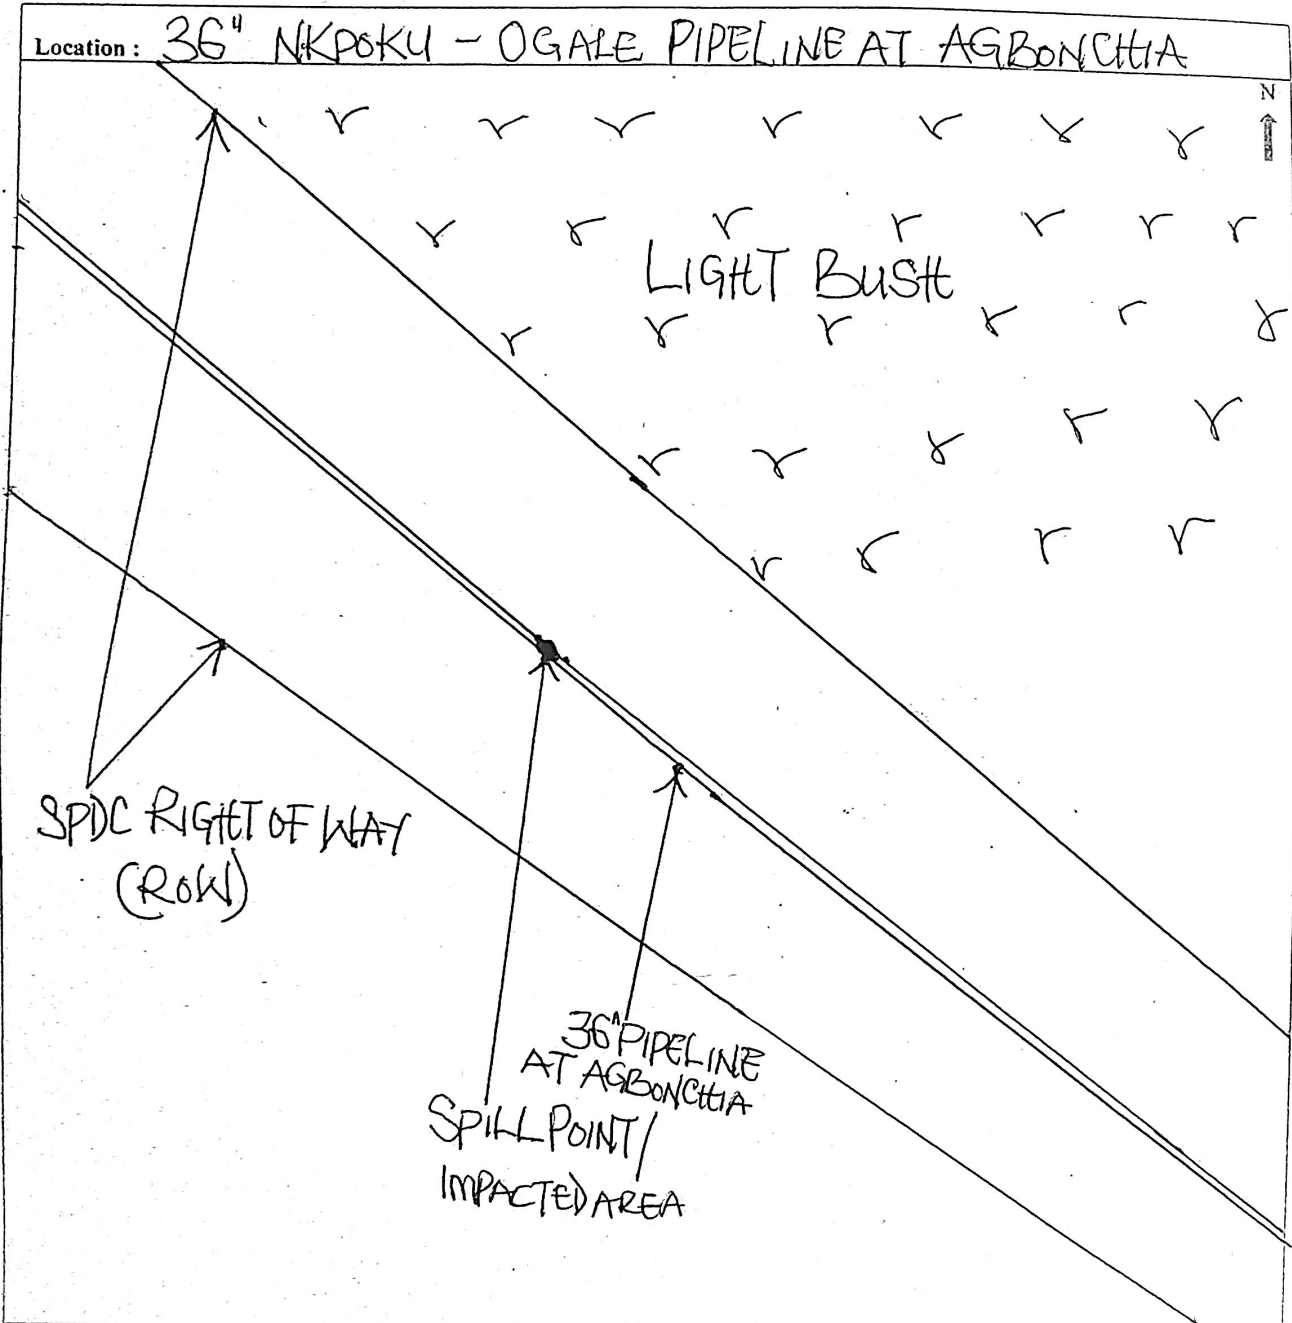 Location : 36" NKPOKU - OGALE PIPELINE AT AGBONCHIA
N
LIGHT BUSH
SPDC RIGHT OF WAY
(ROW)
36" PIPELINE
AT AGBONCHIA
SPILL POINT/
IMPACTED AREA